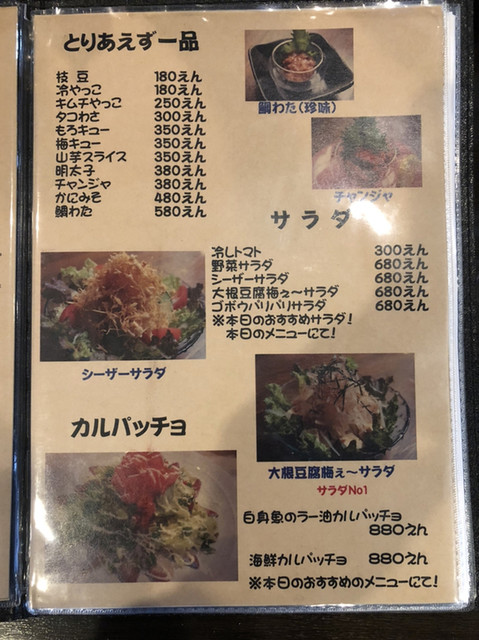 とりあえず一品
枝豆 180えん
冷やっこ 180えん
キムチやっこ 250えん
タコわさ 300えん
もろキュー 350えん
梅キュー 350えん
山芋スライス 350えん
明太子 380えん
チャンジャ 380えん
かにみそ 480えん
鯛わた 580えん
鯛わた(珍味)
チャンジャ
サラダ
冷しトマト 300えん
野菜サラダ 680えん
シーザーサラダ 680えん
大根豆腐梅ぇ〜サラダ 680えん
ゴボウパリパリサラダ 680えん
※本日のおすすめサラダ!
本日のメニューにて!
シーザーサラダ
大根豆腐梅ぇ〜サラダ
サラダNo1
カルパッチョ
白身魚のラー油カルパッチョ
880えん
海鮮カルパッチョ 880えん
※本日のおすすめのメニューにて!